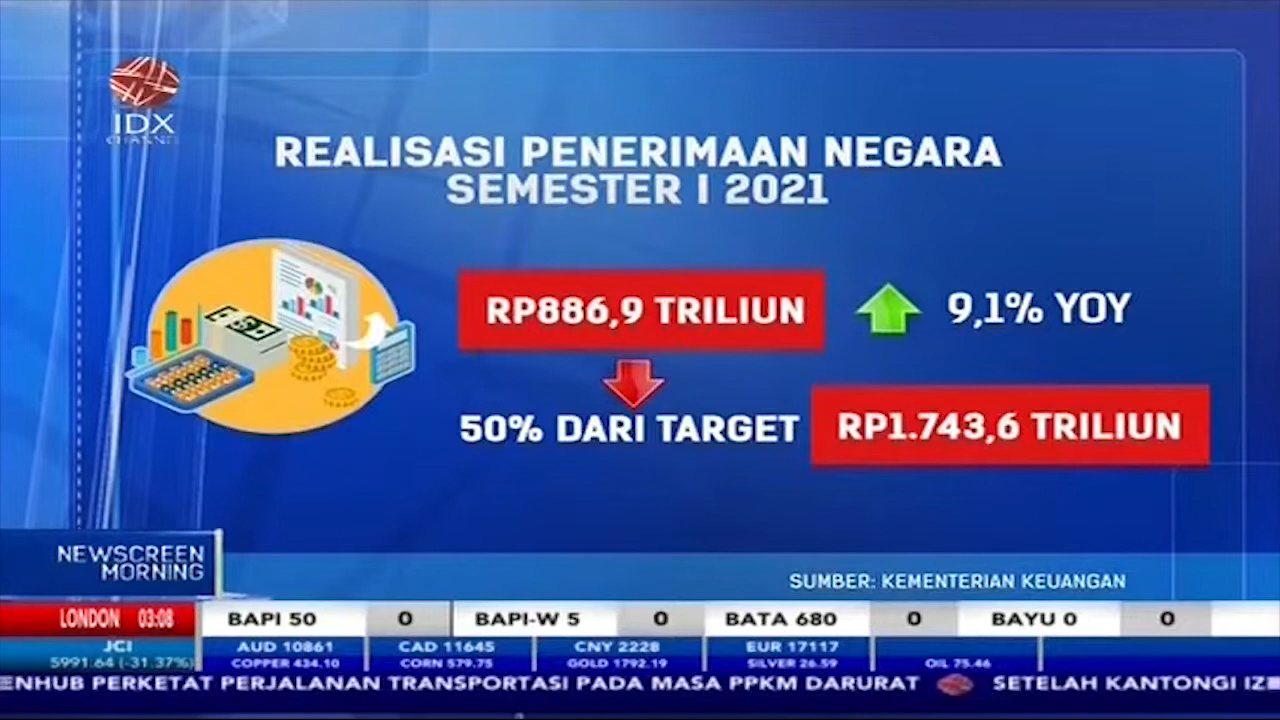 IDX
CHANNEL
REALISASI PENERIMAAN NEGARA
SEMESTER I 2021
RP886,9 TRILIUN
9,1% YOY
50% DARI TARGET
RP1.743,6 TRILIUN
NEWSCREEN
MORNING
SUMBER: KEMENTERIAN KEUANGAN
LONDON 03:08
BAPI 50 0 BAPI-W 5 0 BATA 680 0 BAYU 0 0
JCI
5991.64 (-31.37%)
AUD 10861 CAD 11645 CNY 2228 EUR 17117
COPPER 434.10 CORN 579.75 GOLD 1792.19 SILVER 26.59 OIL 75.46
ENHUB PERKETAT PERJALANAN TRANSPORTASI PADA MASA PPKM DARURAT SETELAH KANTONGI IZ